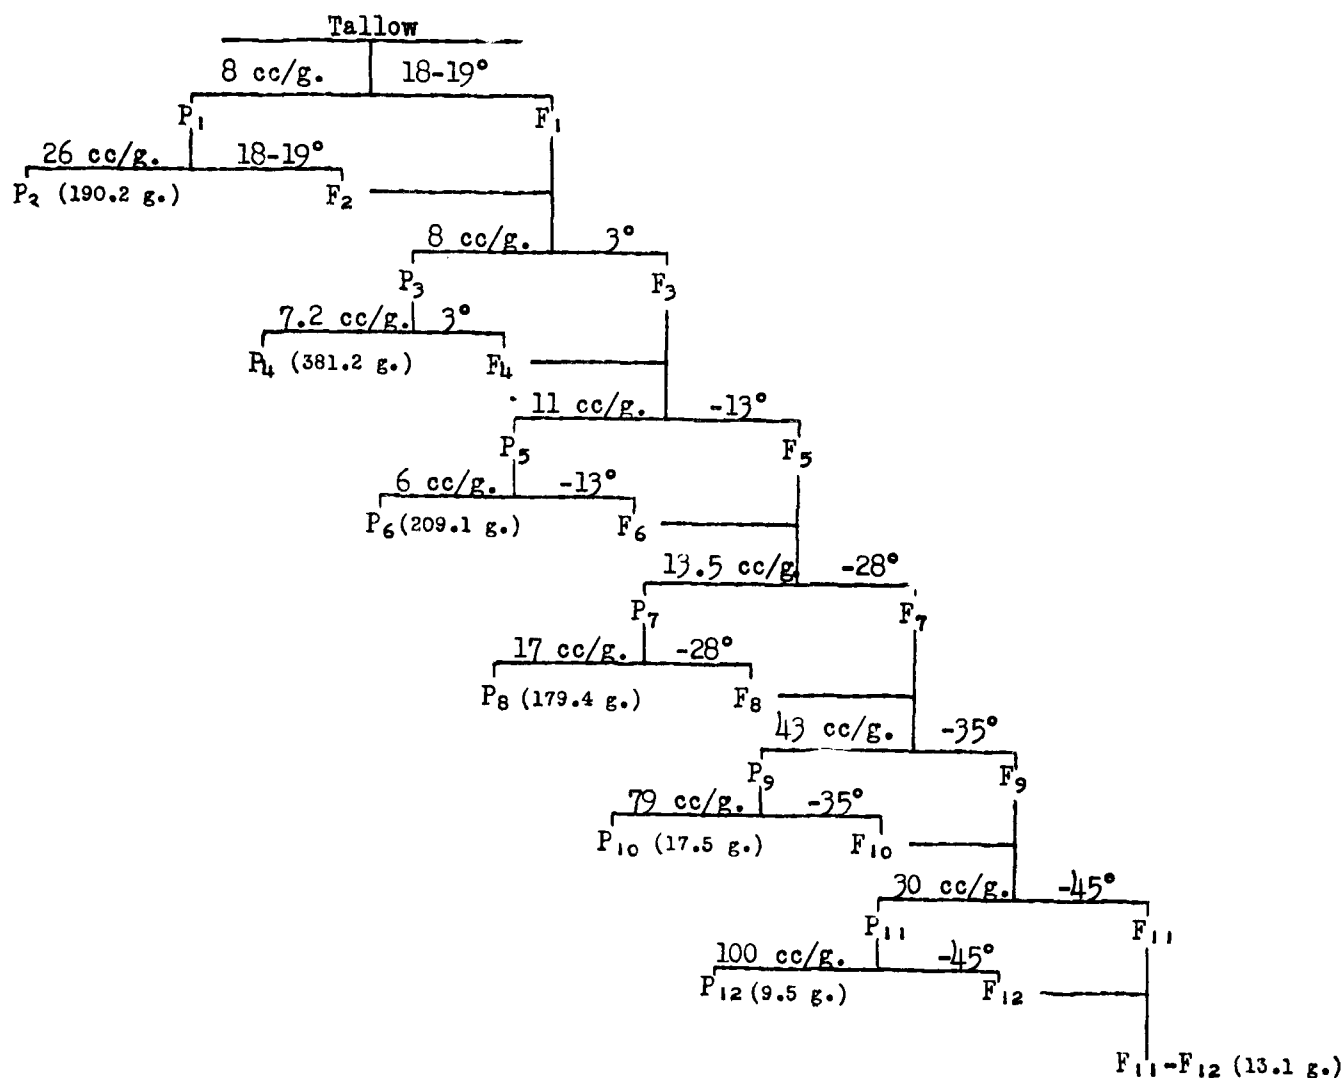 Tallow
8 cc/g. 18-19°
P₁ F₁
26 cc/g. 18-19°
P₂ (190.2 g.) F₂
8 cc/g. 3°
P₃ F₃
7.2 cc/g. 3°
P₄ (381.2 g.) F₄
11 cc/g. -13°
P₅ F₅
6 cc/g. -13°
P₆ (209.1 g.) F₆
13.5 cc/g. -28°
P₇ F₇
17 cc/g. -28°
P₈ (179.4 g.) F₈
43 cc/g. -35°
P₉ F₉
79 cc/g. -35°
P₁₀ (17.5 g.) F₁₀
30 cc/g. -45°
P₁₁ F₁₁
100 cc/g. -45°
P₁₂ (9.5 g.) F₁₂
F₁₁-F₁₂ (13.1 g.)